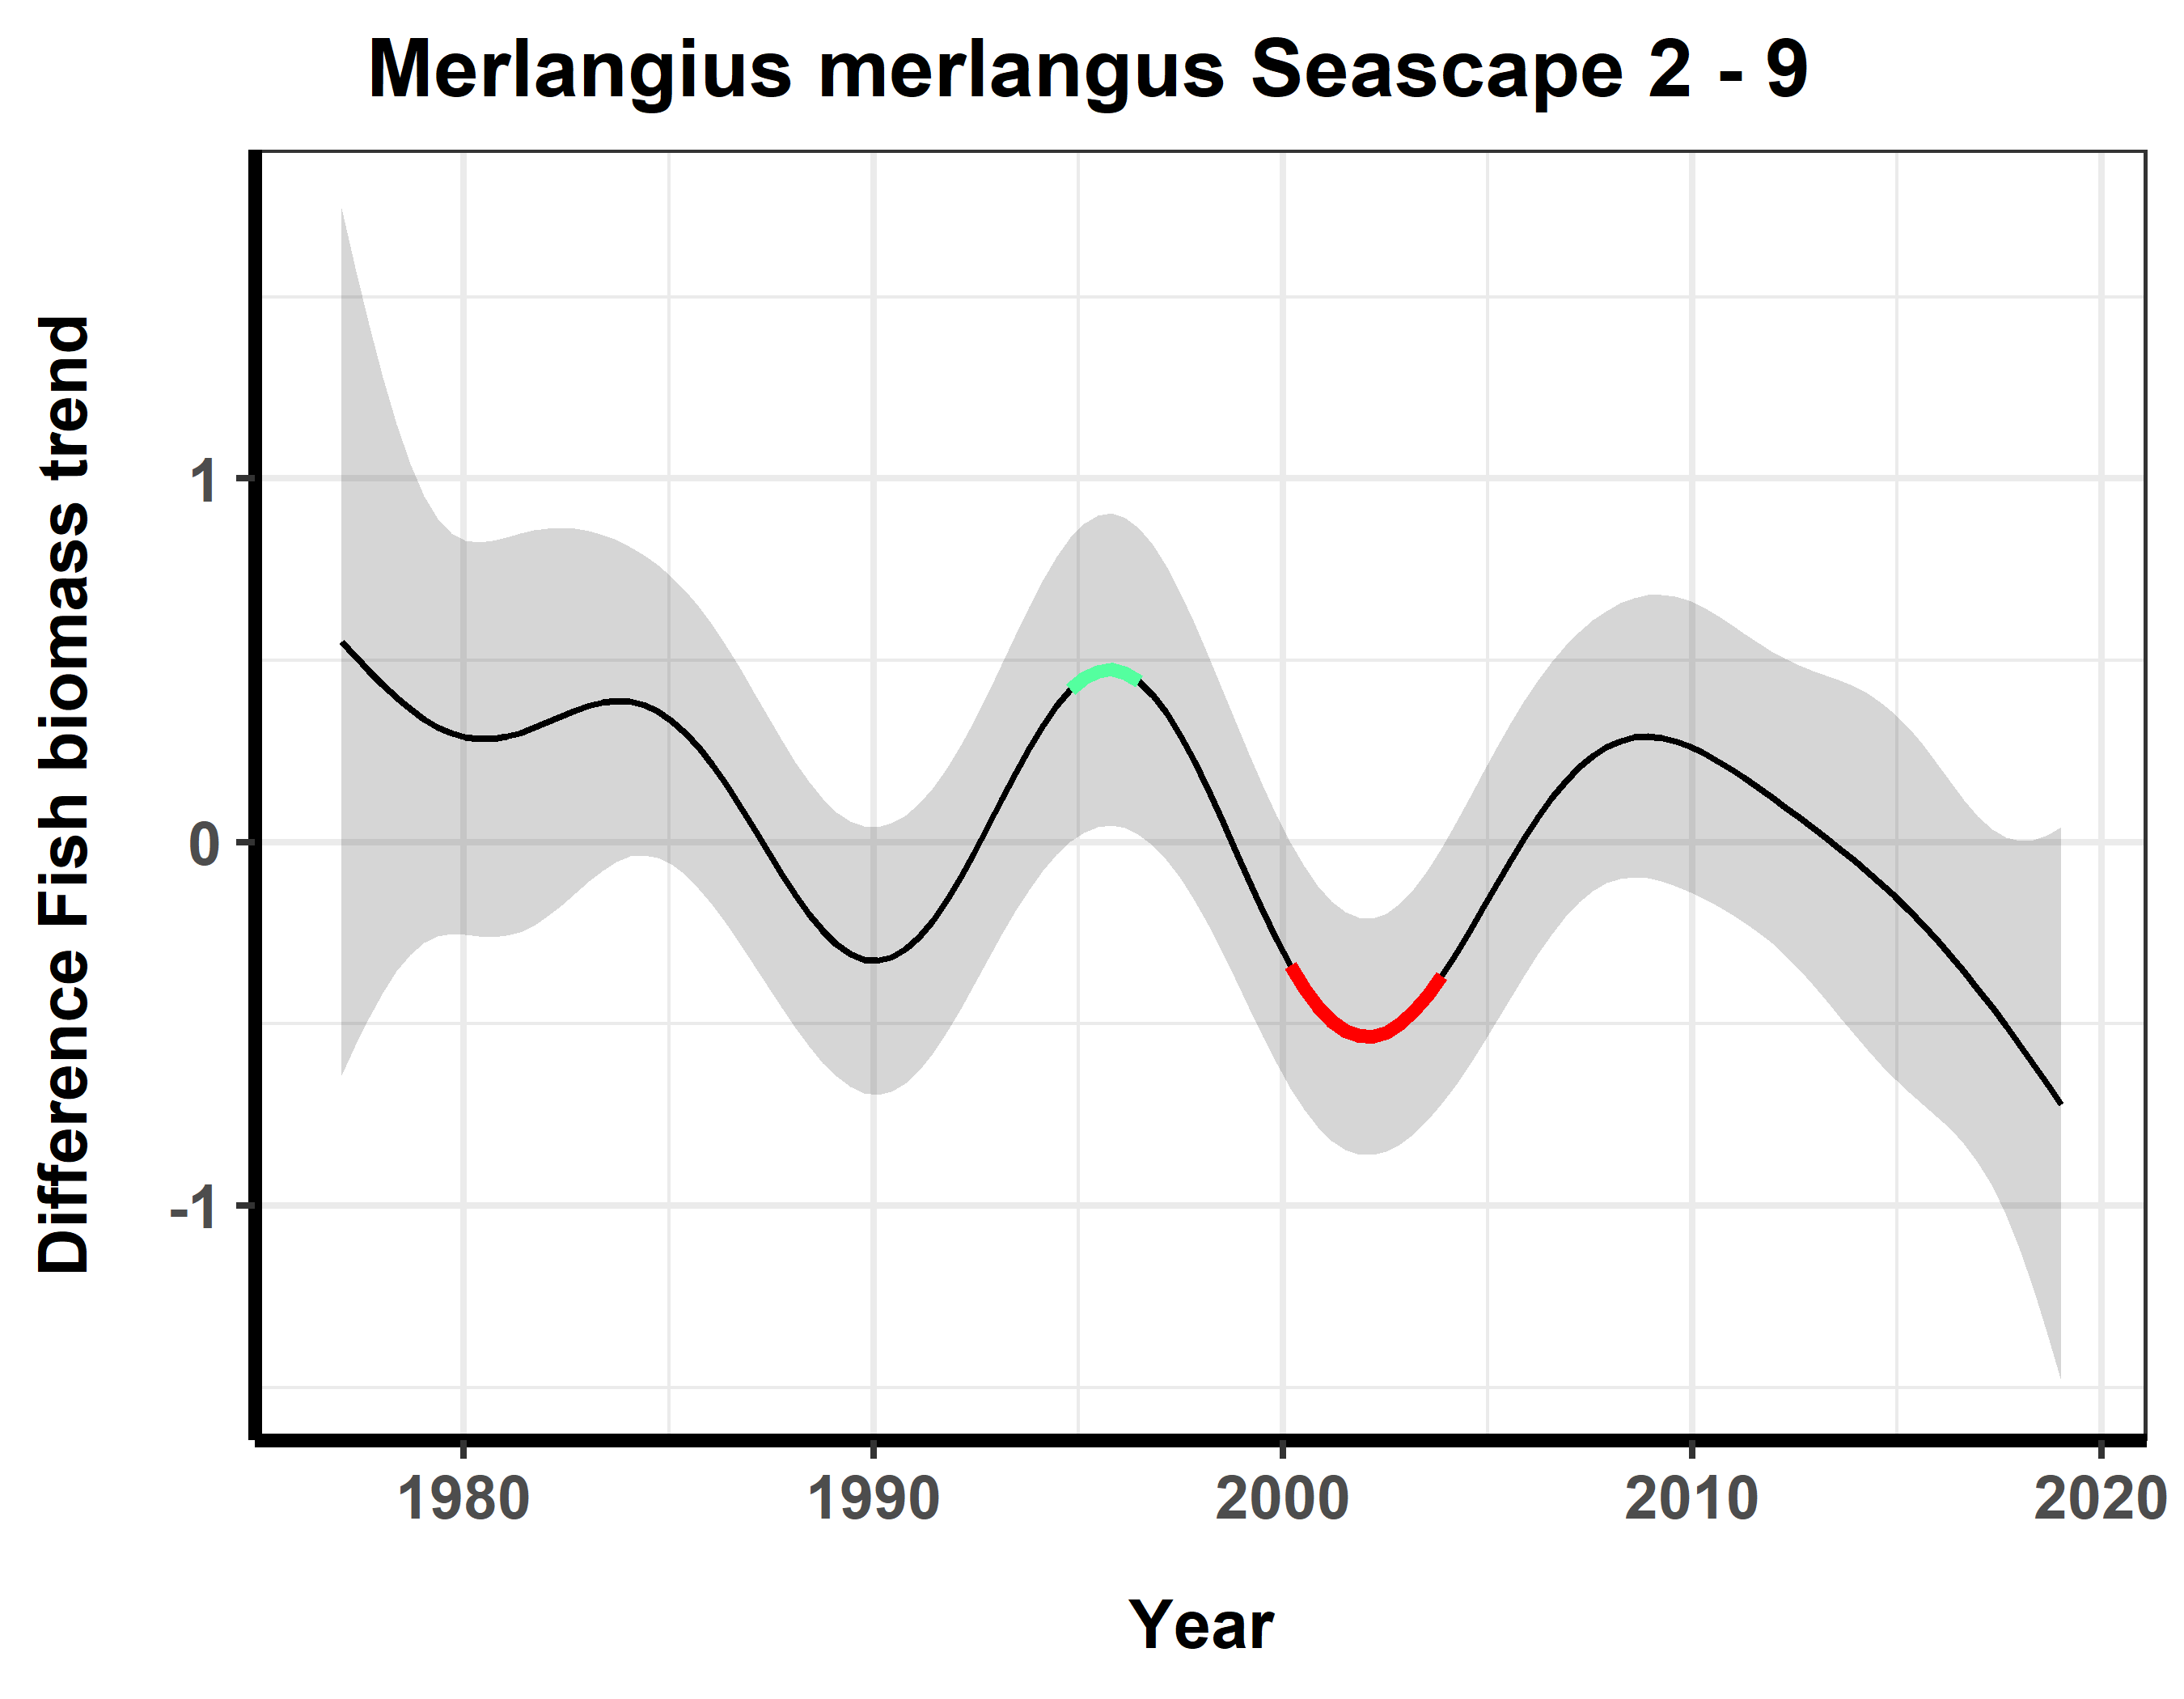 Merlangius merlangus Seascape 2 - 9
Difference Fish biomass trend
1
0
-1
1980 1990 2000 2010 2020
Year